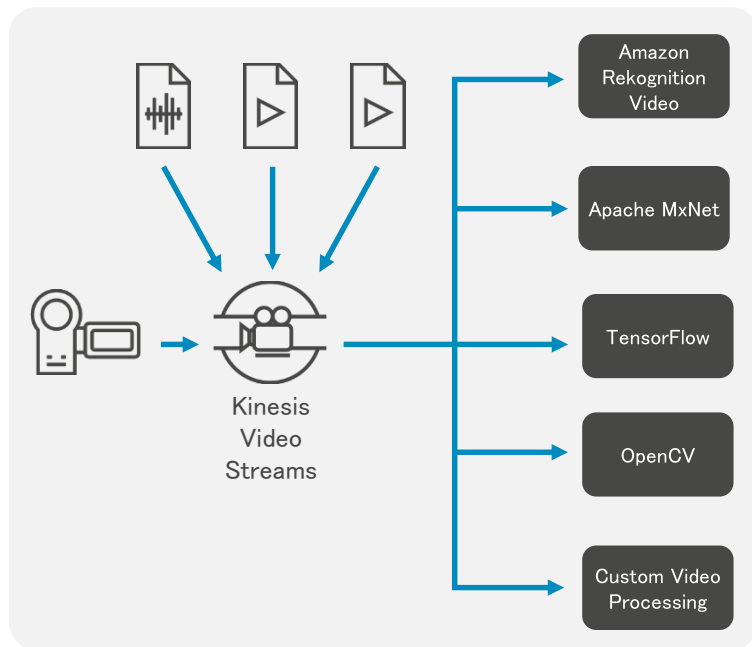 Amazon
Rekognition
Video
Apache MxNet
TensorFlow
Kinesis
Video
Streams
OpenCV
Custom Video
Processing